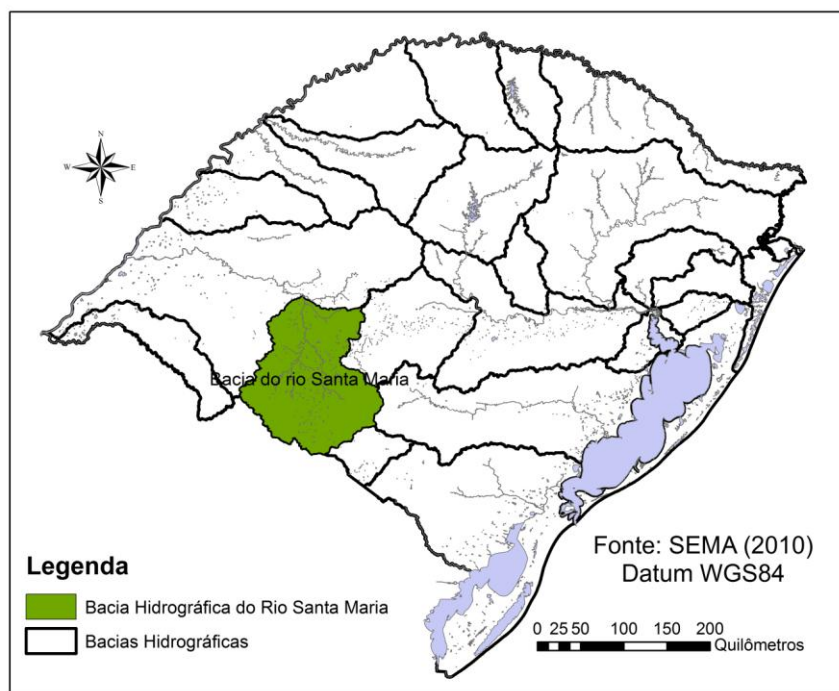 N
W E
S
Bacia do rio Santa Maria
Legenda
Bacia Hidrográfica do Rio Santa Maria
Bacias Hidrográficas
Fonte: SEMA (2010)
Datum WGS84
0 25 50 100 150 200
Quilômetros